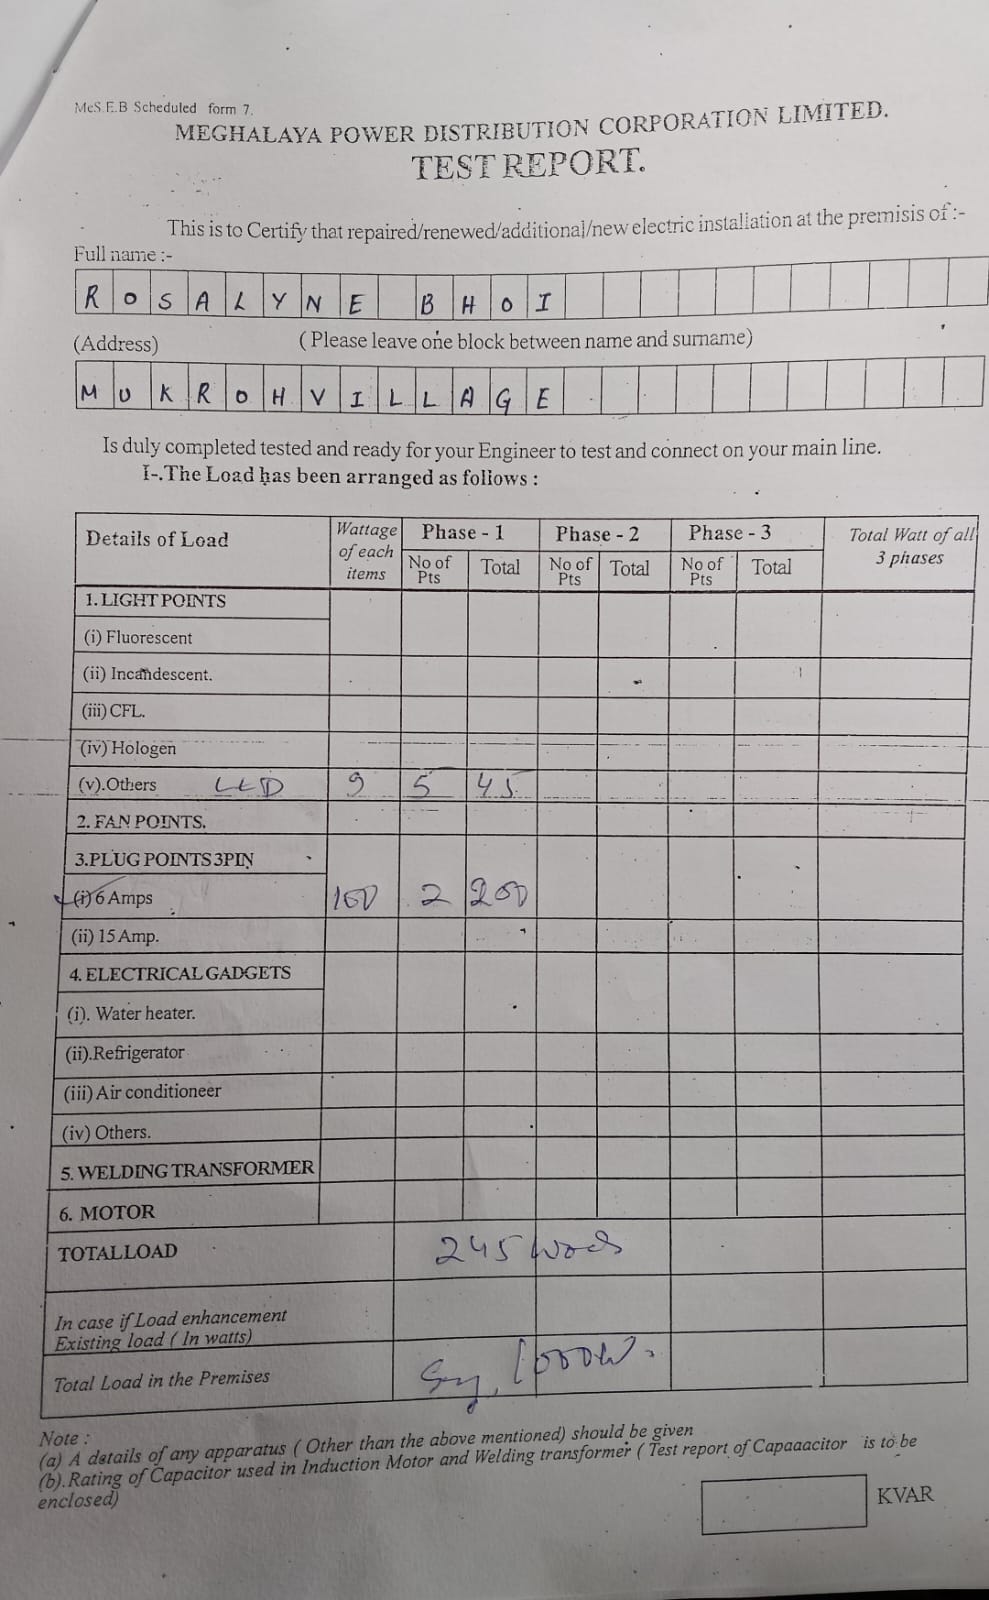 MeS.E.B Scheduled form 7.
MEGHALAYA POWER DISTRIBUTION CORPORATION LIMITED.
TEST REPORT.
This is to Certify that repaired/renewed/additional/new electric installation at the premisis of :-
Full name :-
ROSALYNE BHOI
(Address) ( Please leave one block between name and surname)
MUKROHVILLAGE
Is duly completed tested and ready for your Engineer to test and connect on your main line.
I-.The Load has been arranged as follows :
Details of Load Wattage of each items Phase - 1 Phase - 2 Phase - 3 Total Watt of all 3 phases
No of Pts Total No of Pts Total No of Pts Total
1. LIGHT POINTS
(i) Fluorescent
(ii) Incandescent.
(iii) CFL.
(iv) Hologen
(v).Others LED 9 5 45
2. FAN POINTS.
3.PLUG POINTS 3PIN
(i) 6 Amps 100 2 200
(ii) 15 Amp.
4. ELECTRICAL GADGETS
(i). Water heater.
(ii).Refrigerator
(iii) Air conditioneer
(iv) Others.
5. WELDING TRANSFORMER
6. MOTOR
TOTAL LOAD 245
In case if Load enhancement
Existing load ( In watts)
Total Load in the Premises 1000W.
Note :
(a) A details of any apparatus ( Other than the above mentioned) should be given
(b).Rating of Capacitor used in Induction Motor and Welding transformer ( Test report of Capaaacitor is to be
enclosed)
KVAR